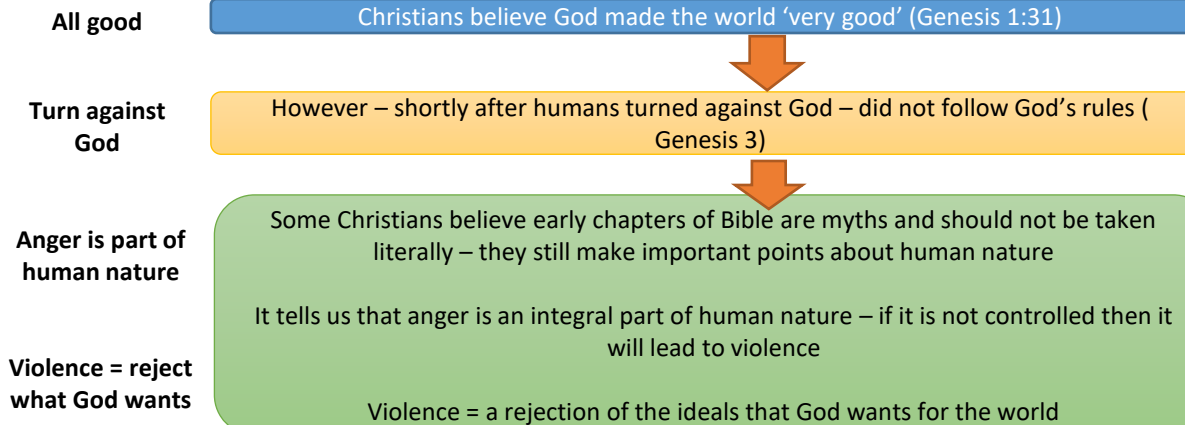 All good
Christians believe God made the world ‘very good’ (Genesis 1:31)
Turn against
God
However – shortly after humans turned against God – did not follow God’s rules (
Genesis 3)
Anger is part of
human nature
Some Christians believe early chapters of Bible are myths and should not be taken
literally – they still make important points about human nature
It tells us that anger is an integral part of human nature – if it is not controlled then it
will lead to violence
Violence = reject
what God wants
Violence = a rejection of the ideals that God wants for the world